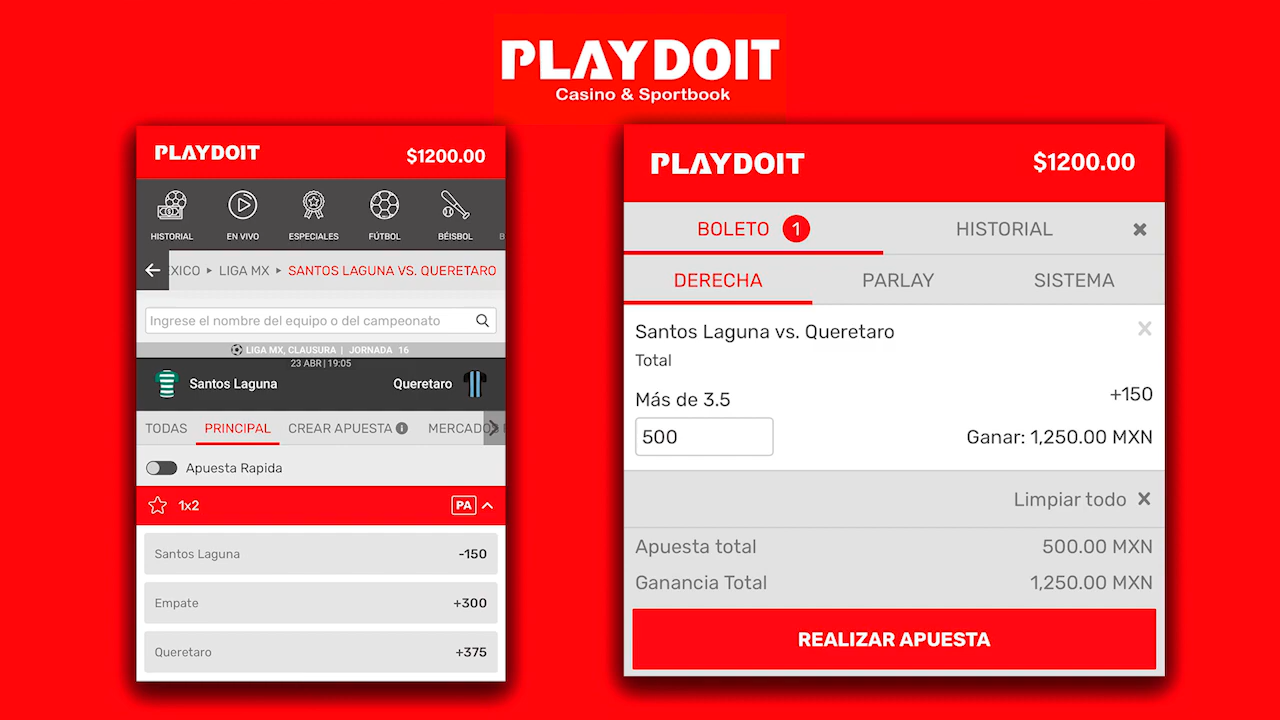 PLAYDOIT
Casino & Sportbook
PLAYDOIT
$1200.00
HISTORIAL
EN VIVO
ESPECIALES
FÚTBOL
BÉISBOL
XICO ▸ LIGA MX ▸ SANTOS LAGUNA VS. QUERETARO
Ingrese el nombre del equipo o del campeonato
LIGA MX, CLAUSURA | JORNADA 16
23 ABR | 19:05
Santos Laguna
Queretaro
TODAS
PRINCIPAL
CREAR APUESTA
MERCADOS
Apuesta Rapida
1x2
PA
Santos Laguna
-150
Empate
+300
Queretaro
+375
PLAYDOIT
$1200.00
BOLETO 1
HISTORIAL
DERECHA
PARLAY
SISTEMA
Santos Laguna vs. Queretaro
Total
Más de 3.5
+150
500
Ganar: 1,250.00 MXN
Limpiar todo
Apuesta total
500.00 MXN
Ganancia Total
1,250.00 MXN
REALIZAR APUESTA